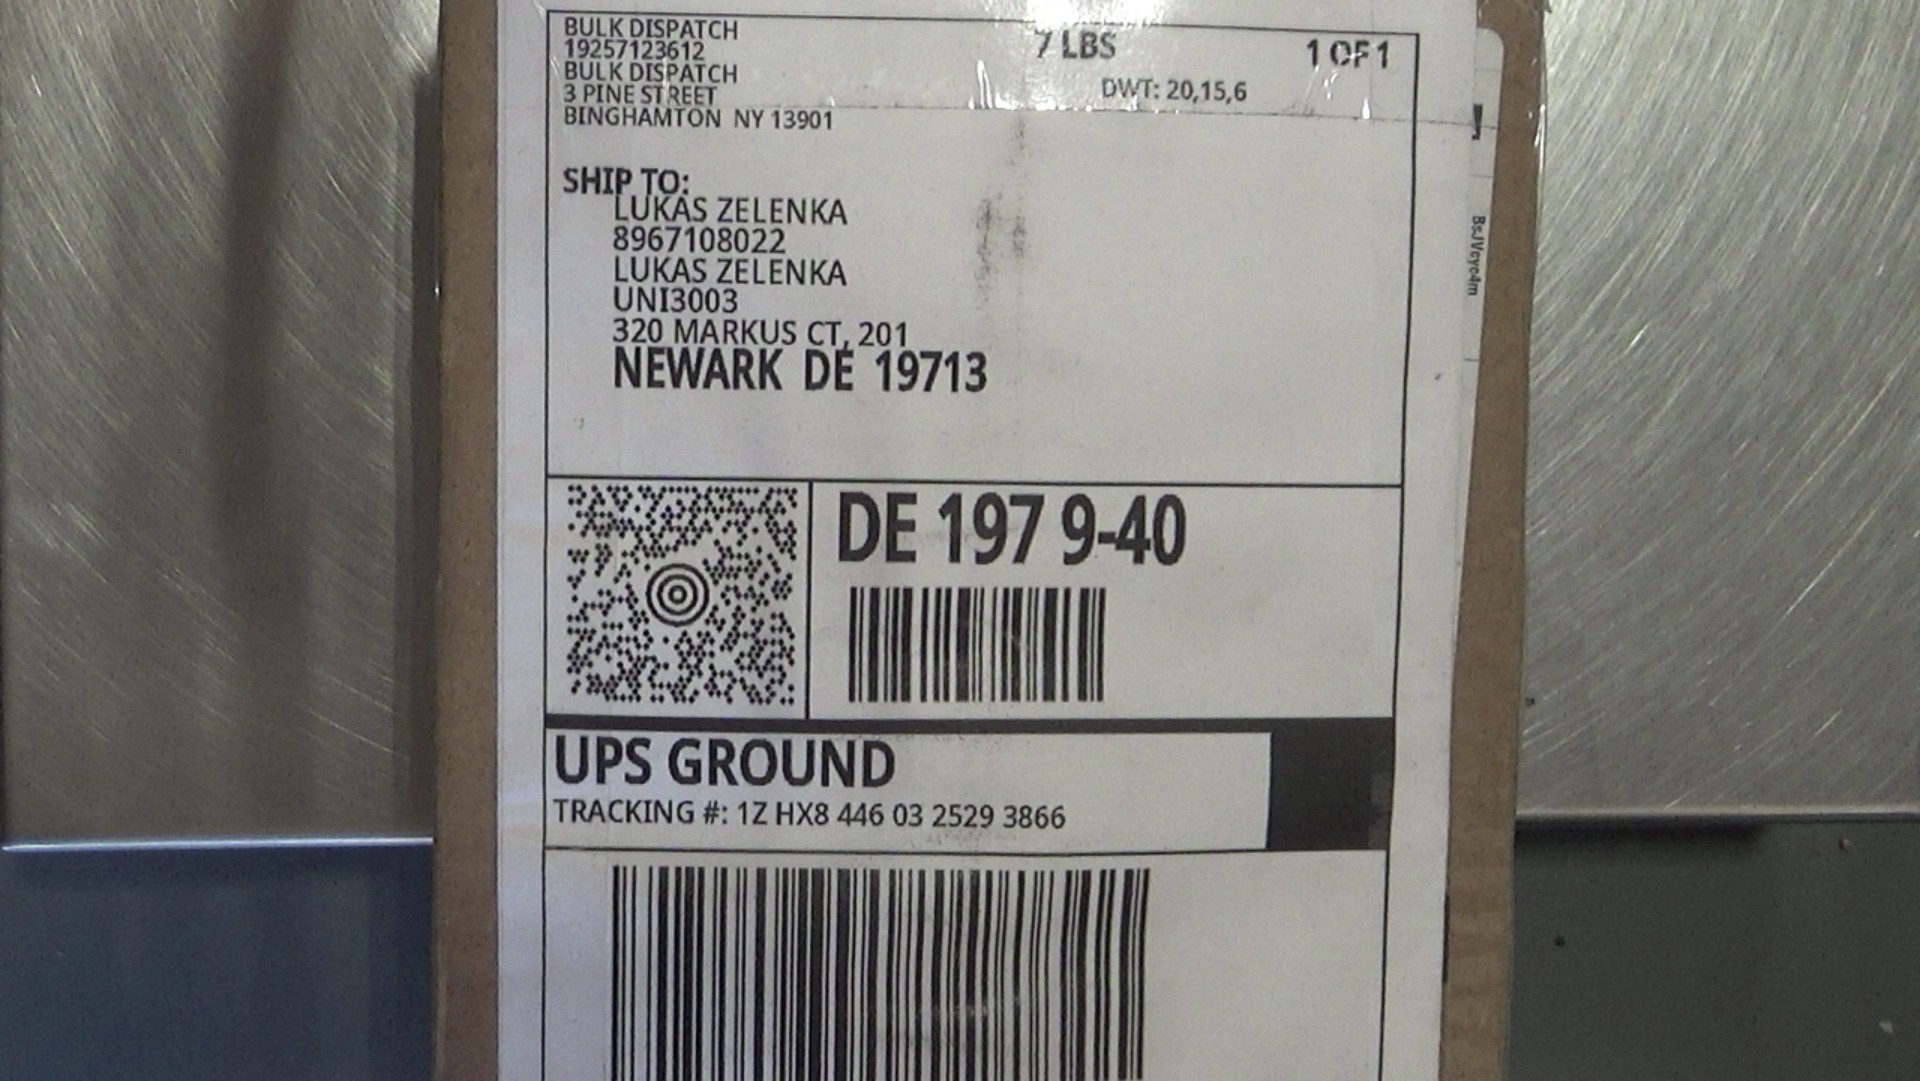 BULK DISPATCH
19257123612
BULK DISPATCH
3 PINE STREET
BINGHAMTON NY 13901
7 LBS
1 OF 1
DWT: 20,15,6
SHIP TO:
LUKAS ZELENKA
8967108022
LUKAS ZELENKA
UNI3003
320 MARKUS CT, 201
NEWARK DE 19713
DE 197 9-40
UPS GROUND
TRACKING #: 1Z HX8 446 03 2529 3866